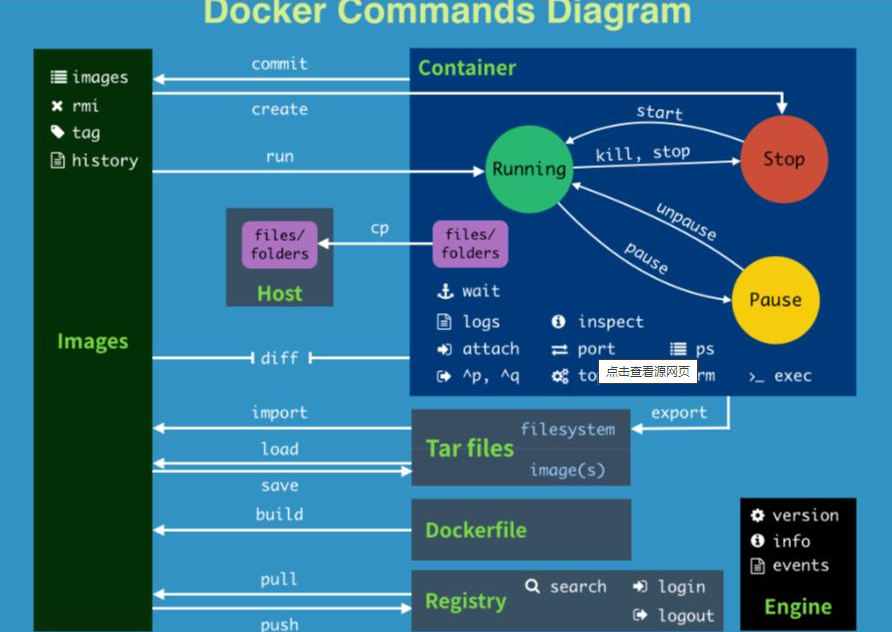 Docker Commands Diagram
images
rmi
tag
history
Images
commit
create
run
cp
files/
folders
Host
diff
import
load
save
build
pull
push
Container
Running
start
kill, stop
Stop
unpause
pause
Pause
files/
folders
wait
logs
inspect
attach
port
ps
^p, ^q
to
点击查看源网页
rm
>_ exec
export
Tar files
filesystem
image(s)
Dockerfile
Registry
search
login
logout
version
info
events
Engine